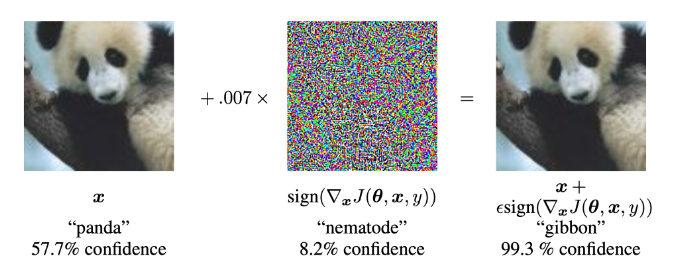 + .007 ×
=
x
sign(∇ₓJ(θ, x, y))
x +
ϵsign(∇ₓJ(θ, x, y))
“panda”
“nematode”
“gibbon”
57.7% confidence
8.2% confidence
99.3 % confidence